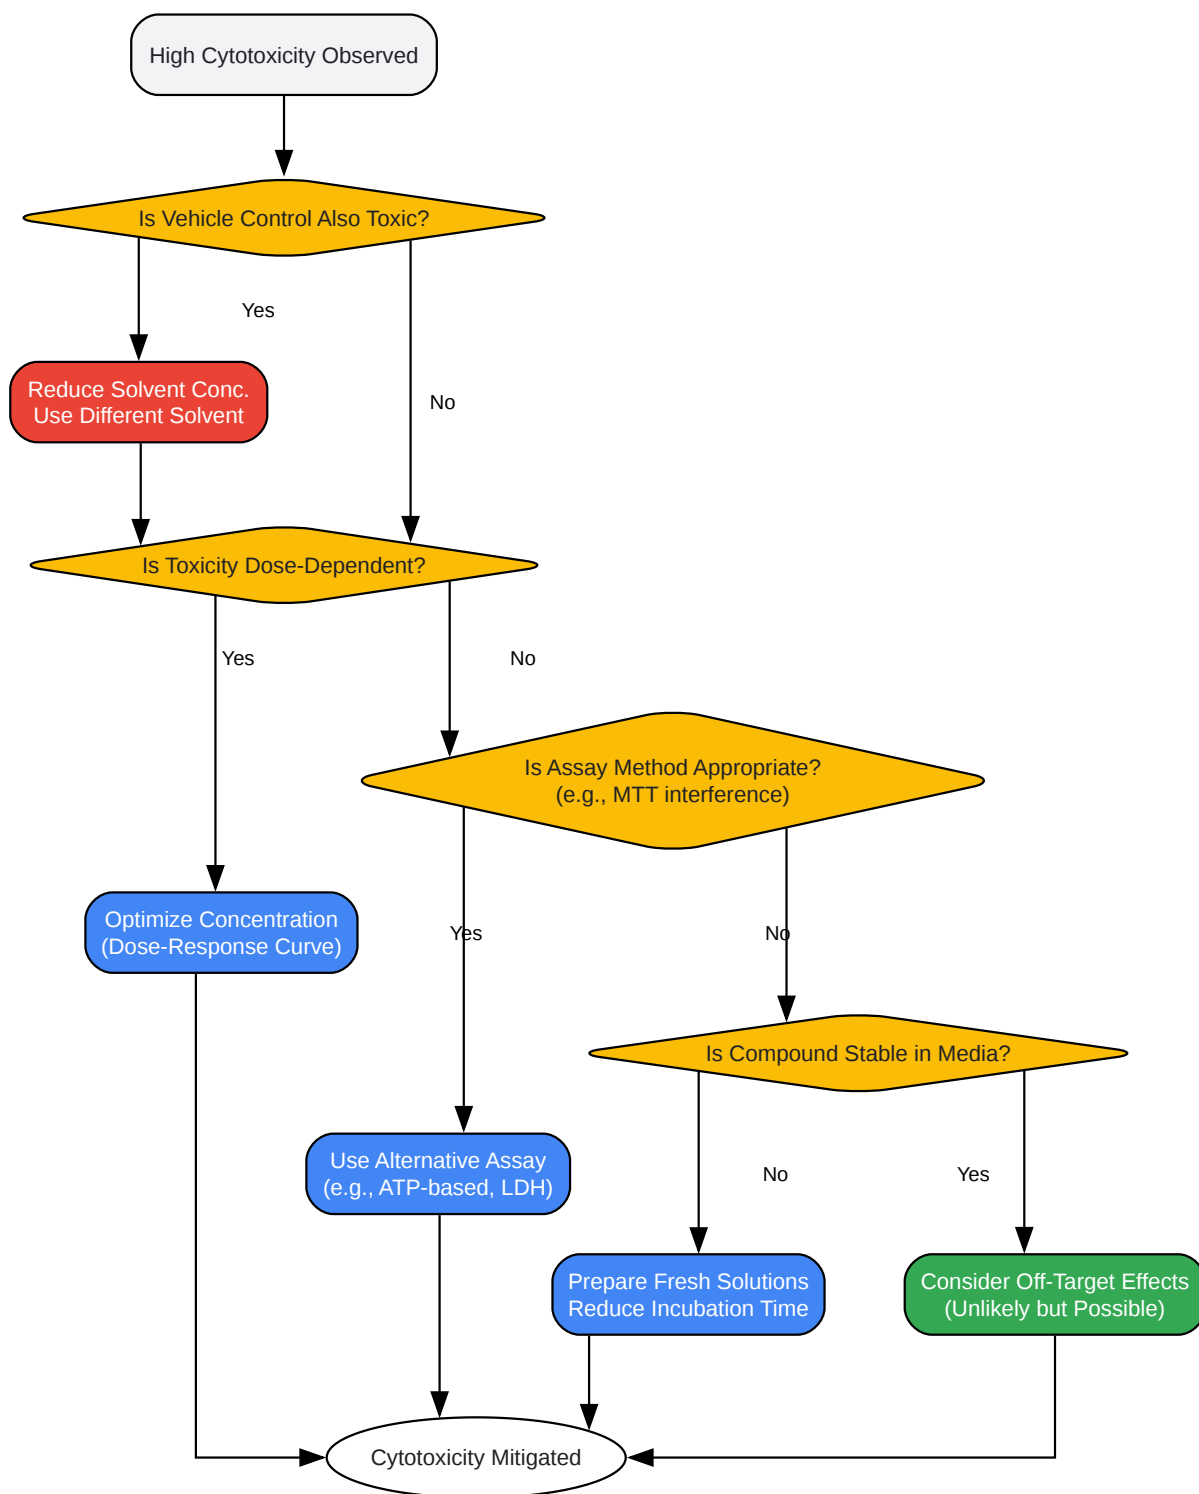 High Cytotoxicity Observed
Is Vehicle Control Also Toxic?
Yes
Reduce Solvent Conc.
Use Different Solvent
No
Is Toxicity Dose-Dependent?
Yes
No
Is Assay Method Appropriate?
(e.g., MTT interference)
Optimize Concentration
(Dose-Response Curve)
Yes
No
Is Compound Stable in Media?
Use Alternative Assay
(e.g., ATP-based, LDH)
No
Yes
Prepare Fresh Solutions
Reduce Incubation Time
Consider Off-Target Effects
(Unlikely but Possible)
Cytotoxicity Mitigated